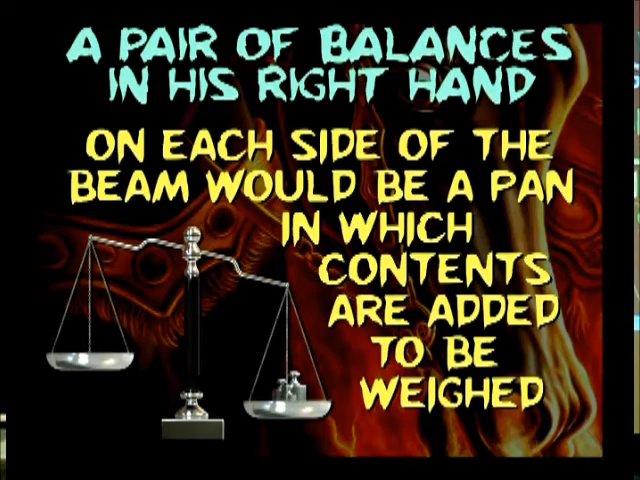 A PAIR OF BALANCES
IN HIS RIGHT HAND
ON EACH SIDE OF THE
BEAM WOULD BE A PAN
IN WHICH
CONTENTS
ARE ADDED
TO BE
WEIGHED